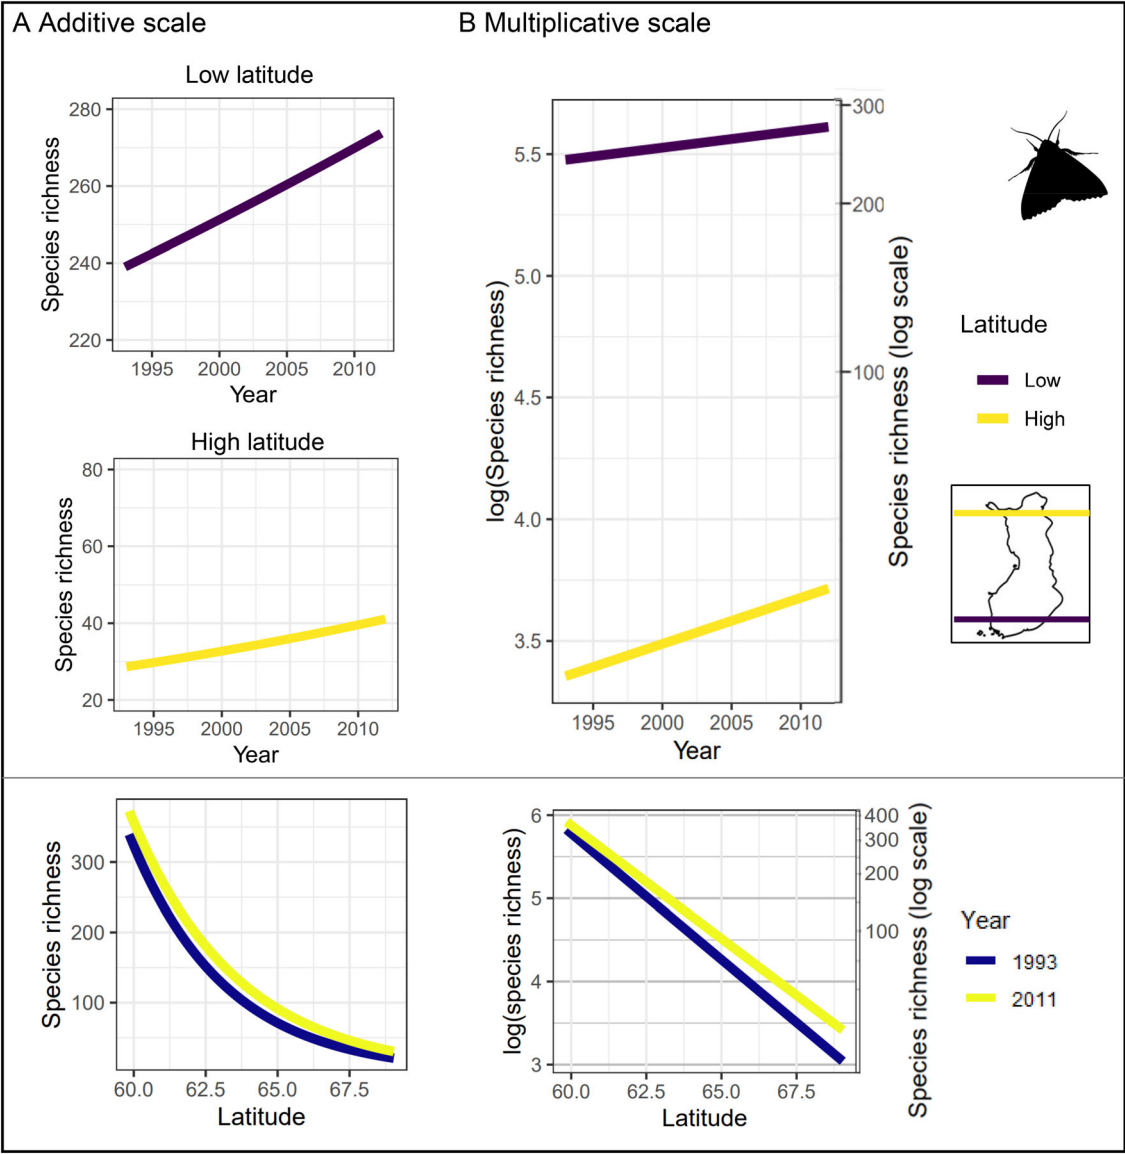 A Additive scale
B Multiplicative scale
Low latitude
280
260
240
220
Species richness
1995 2000 2005 2010
Year
High latitude
80
60
40
20
Species richness
1995 2000 2005 2010
Year
5.5
5.0
4.5
4.0
3.5
log(Species richness)
300
200
100
Species richness (log scale)
1995 2000 2005 2010
Year
Latitude
Low
High
300
200
100
Species richness
60.0 62.5 65.0 67.5
Latitude
6
5
4
3
log(species richness)
400
300
200
100
Species richness (log scale)
60.0 62.5 65.0 67.5
Latitude
Year
1993
2011